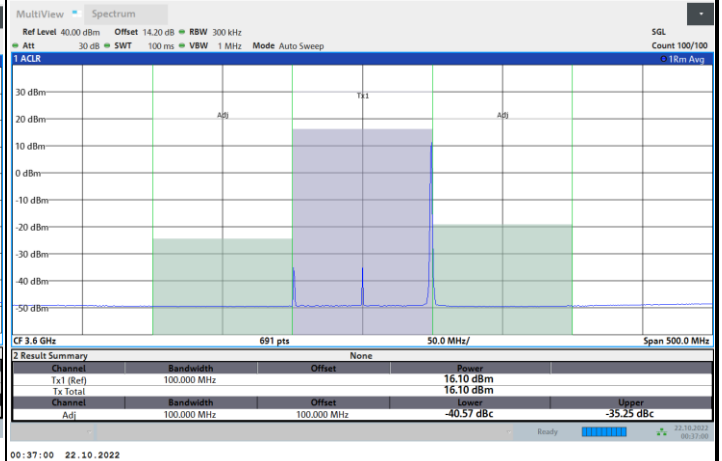 MultiView Spectrum
Ref Level 40.00 dBm Offset 14.20 dB RBW 300 kHz SGL
Att 30 dB SWT 100 ms VBW 1 MHz Mode Auto Sweep Count 100/100
1 ACLR 1Rm Avg
30 dBm
Tx1
20 dBm Adj Adj
10 dBm
0 dBm
-10 dBm
-20 dBm
-30 dBm
-40 dBm
-50 dBm
CF 3.6 GHz 691 pts 50.0 MHz/ Span 500.0 MHz
2 Result Summary None
Channel Bandwidth Offset Power
Tx1 (Ref) 100.000 MHz 16.10 dBm
Tx Total 16.10 dBm
Channel Bandwidth Offset Lower Upper
Adj 100.000 MHz 100.000 MHz -40.57 dBc -35.25 dBc
Ready 22.10.2022
00:37:00
00:37:00 22.10.2022